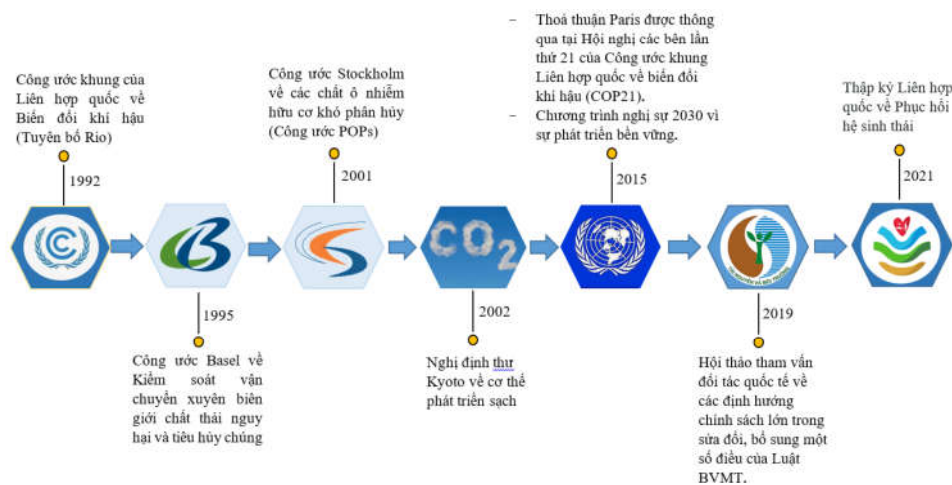 Công ước khung của
Liên hợp quốc về
Biến đổi khí hậu
(Tuyên bố Rio)
1992
1995
Công ước Basel về
Kiểm soát vận
chuyển xuyên biên
giới chất thải nguy
hại và tiêu hủy chúng
Công ước Stockholm
về các chất ô nhiễm
hữu cơ khó phân hủy
(Công ước POPs)
2001
CO2
2002
Nghị định thư
Kyoto về cơ thế
phát triển sạch
– Thoả thuận Paris được thông
qua tại Hội nghị các bên lần
thứ 21 của Công ước khung
Liên hợp quốc về biến đổi
khí hậu (COP21).
– Chương trình nghị sự 2030 vì
sự phát triển bền vững.
2015
TÀI NGUYÊN VÀ MÔI TRƯỜNG
2019
Hội thảo tham vấn
đối tác quốc tế về
các định hướng
chính sách lớn trong
sửa đổi, bổ sung một
số điều của Luật
BVMT.
Thập kỷ Liên hợp
quốc về Phục hồi
hệ sinh thái
2021